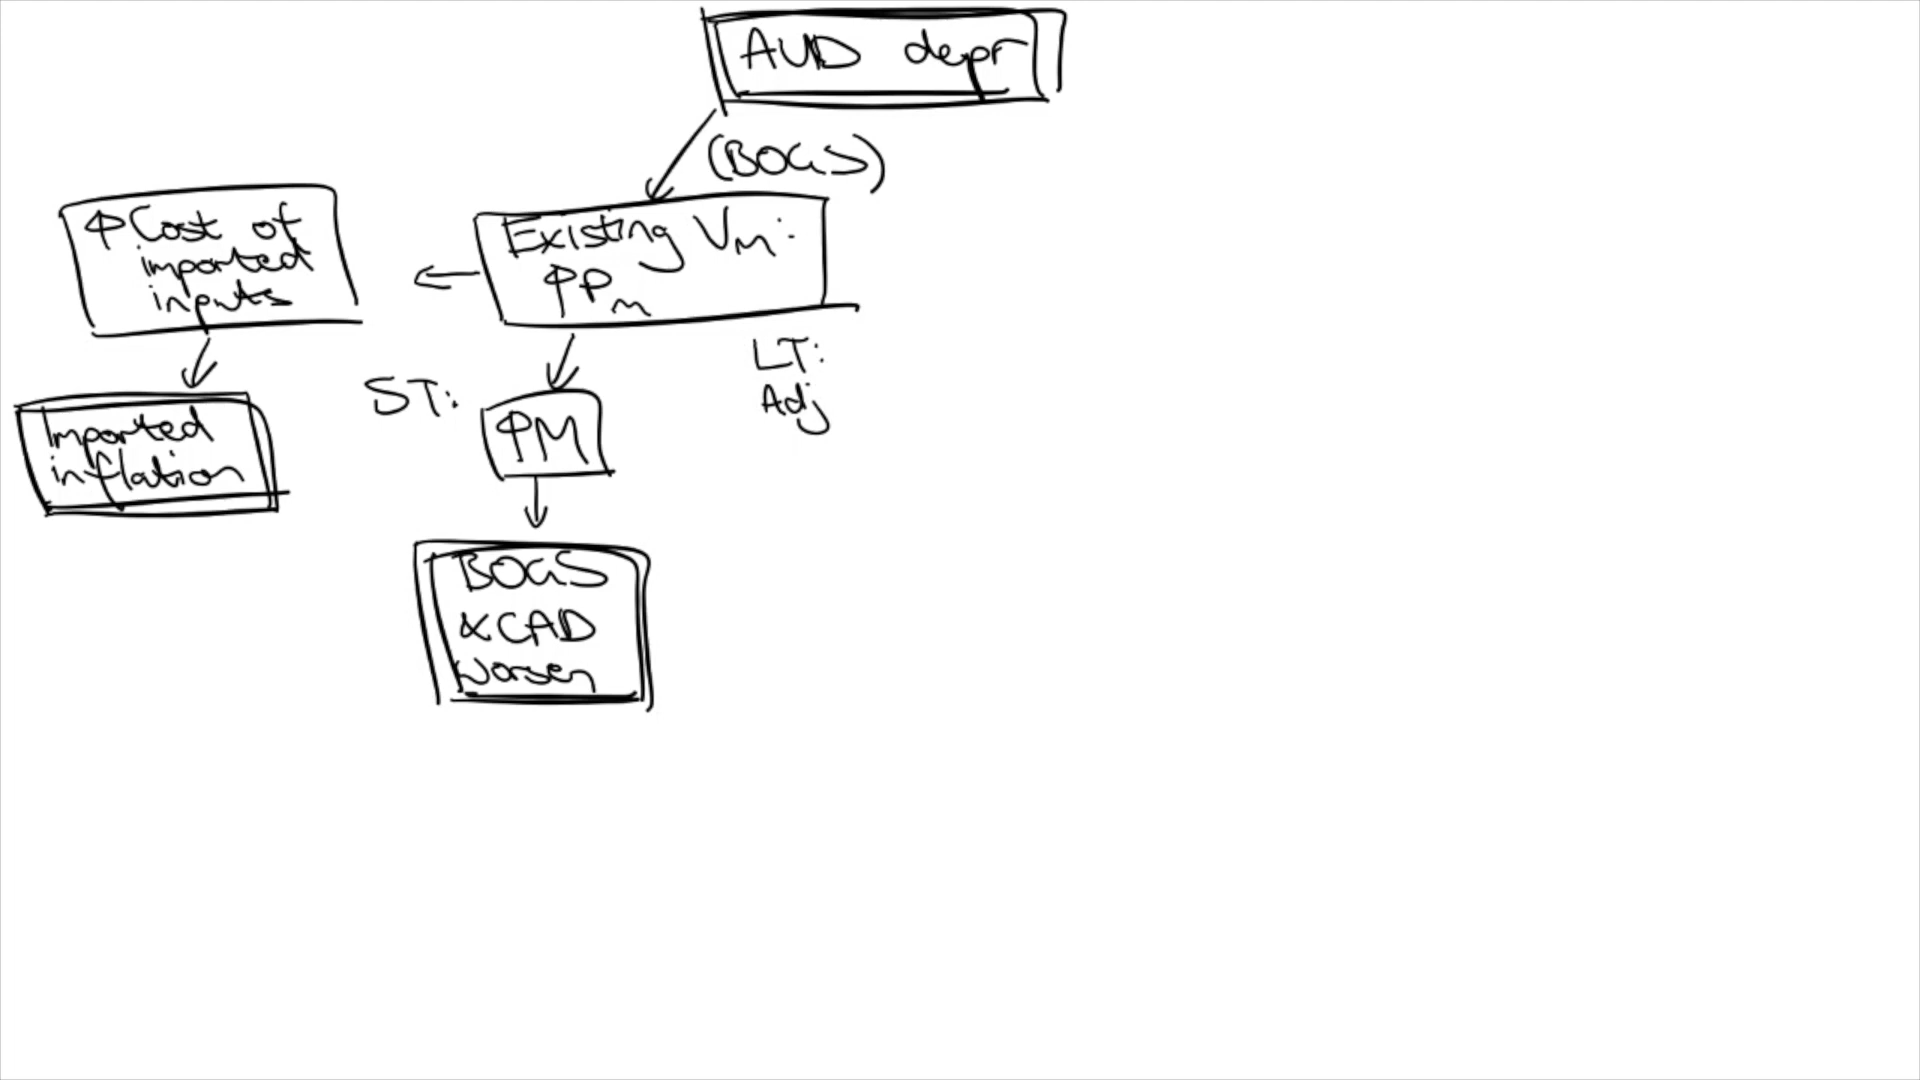 AUD depr
(BOGS)
↑Cost of
imported
inputs
Existing VM:
↑PM
Imported
inflation
ST:
↑M
LT:
Adj
BOGS
&CAD
worsen